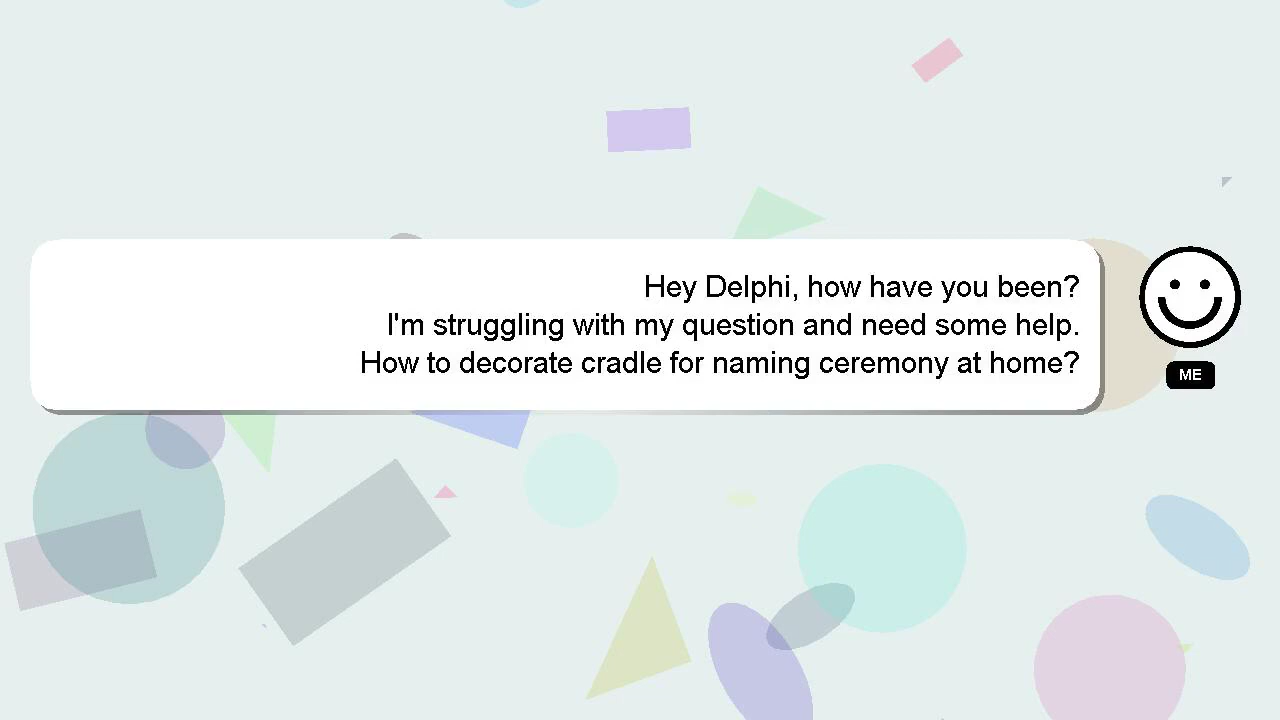 Hey Delphi, how have you been?
I'm struggling with my question and need some help.
How to decorate cradle for naming ceremony at home?
ME